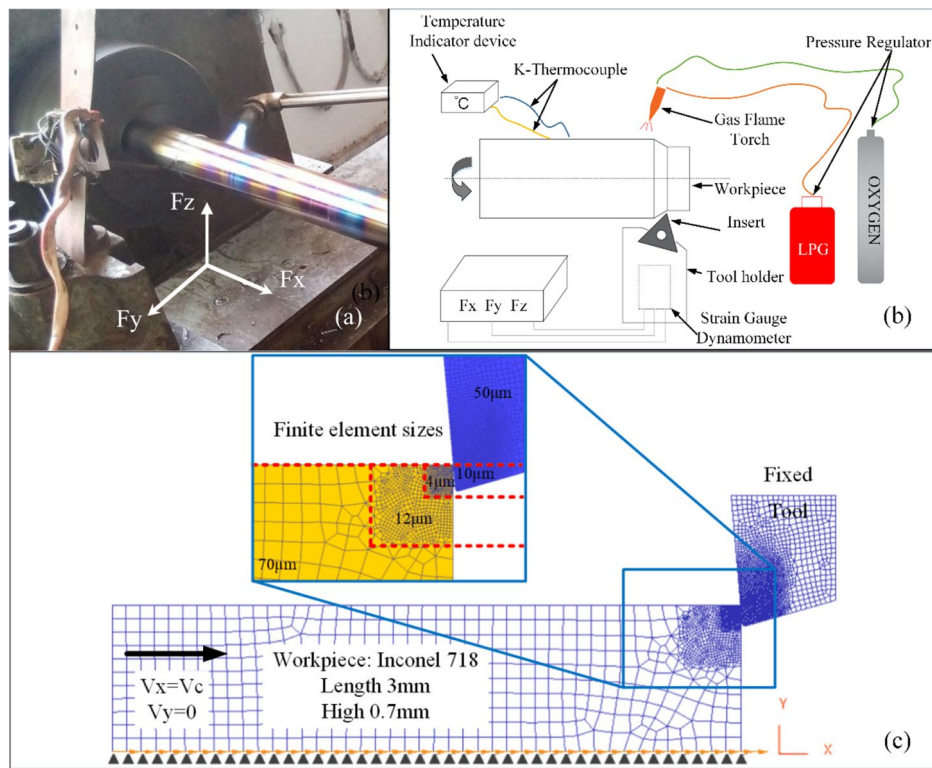 Fz
Fx
Fy
(b)
(a)
Temperature
Indicator device
K-Thermocouple
°C
Pressure Regulator
Gas Flame
Torch
Workpiece
Insert
LPG
OXYGEN
Tool holder
Fx Fy Fz
Strain Gauge
Dynamometer
(b)
Finite element sizes
50μm
10μm
4μm
12μm
70μm
Fixed
Tool
Workpiece: Inconel 718
Length 3mm
High 0.7mm
Vx=Vc
Vy=0
Y
X
(c)